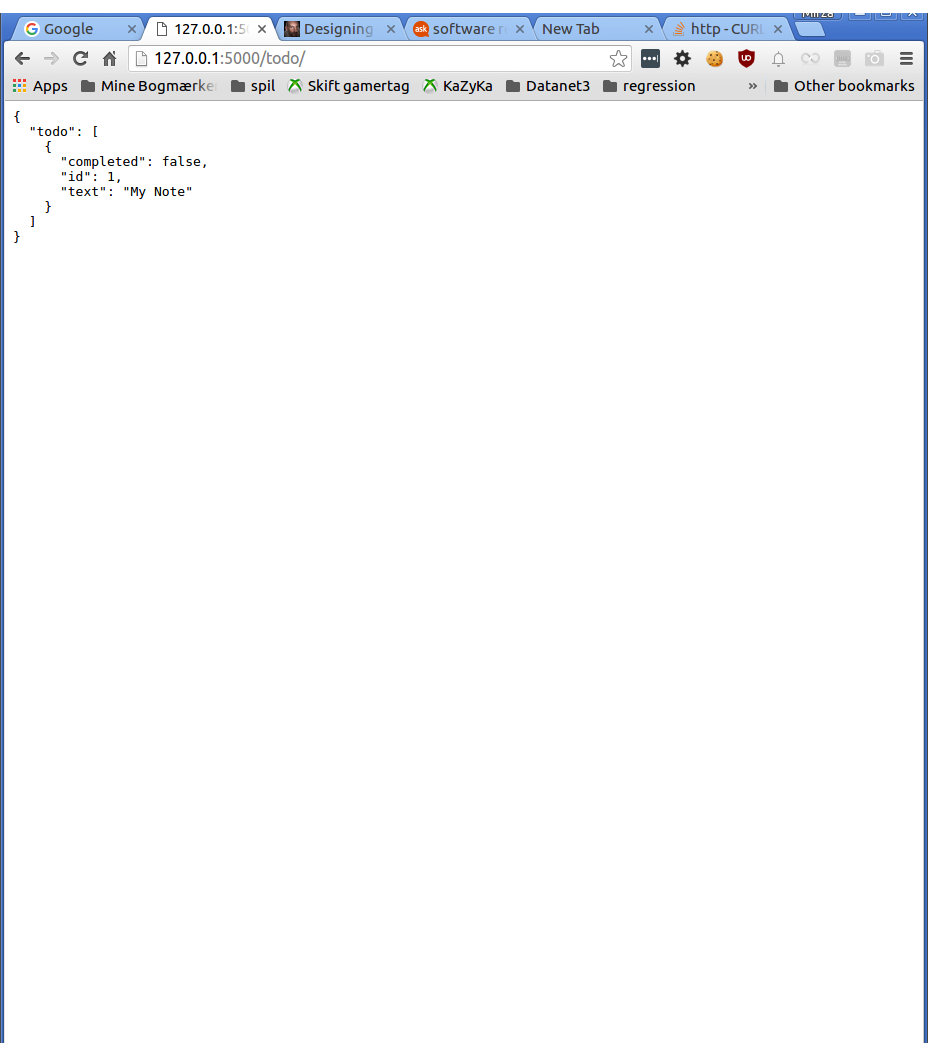 Mirza
Google 127.0.0.1:5 Designing software r New Tab http - CURL
127.0.0.1:5000/todo/
Apps Mine Bogmærke spil Skift gamertag KaZyKa Datanet3 regression » Other bookmarks
{
  "todo": [
    {
      "completed": false,
      "id": 1,
      "text": "My Note"
    }
  ]
}